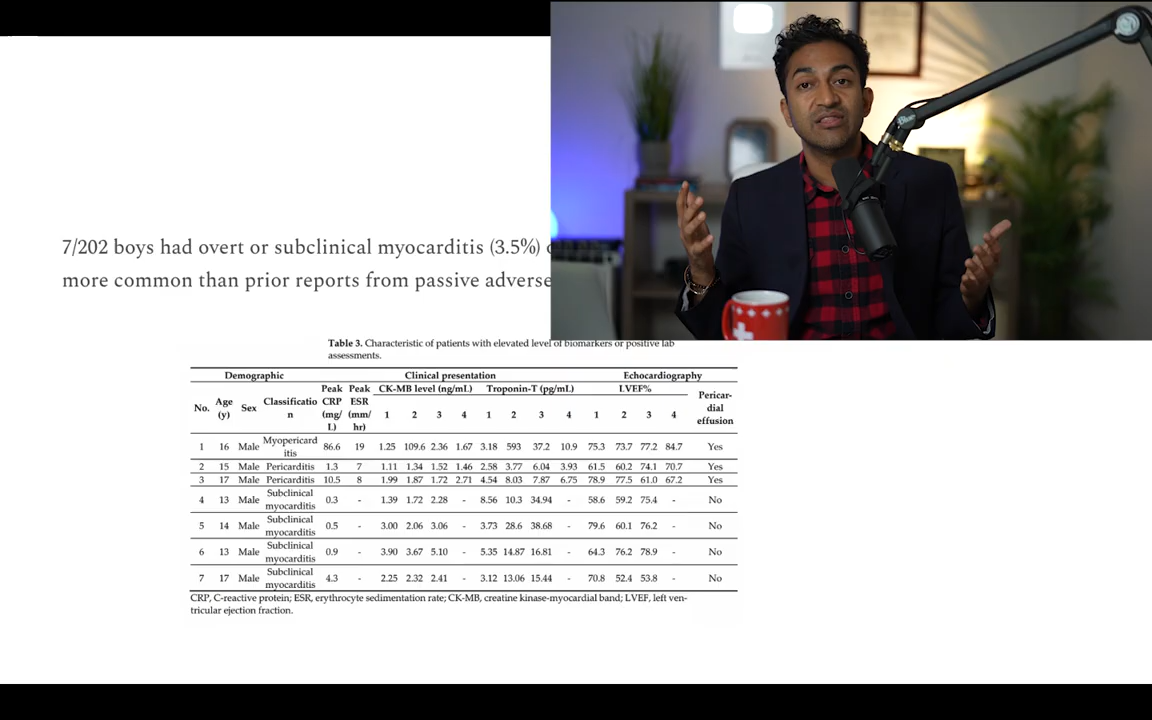 7/202 boys had overt or subclinical myocarditis (3.5%)
more common than prior reports from passive adverse
Table 3. Characteristic of patients with elevated level of biomarkers or positive lab
assessments.
Demographic Clinical presentation Echocardiography
No. Age (y) Sex Classification Peak CRP (mg/L) Peak ESR (mm/hr) CK-MB level (ng/mL) Troponin-T (pg/mL) LVEF% Pericar-dial effusion
1 2 3 4 1 2 3 4 1 2 3 4
1 16 Male Myopericarditis 86.6 19 1.25 109.6 2.36 1.67 3.18 593 37.2 10.9 75.3 73.7 77.2 84.7 Yes
2 15 Male Pericarditis 1.3 7 1.11 1.34 1.52 1.46 2.58 3.77 6.04 3.93 61.5 60.2 74.1 70.7 Yes
3 17 Male Pericarditis 10.5 8 1.99 1.87 1.72 2.71 4.54 8.03 7.87 6.75 78.9 77.5 61.0 67.2 Yes
4 13 Male Subclinical myocarditis 0.3 - 1.39 1.72 2.28 - 8.56 10.3 34.94 - 58.6 59.2 75.4 - No
5 14 Male Subclinical myocarditis 0.5 - 3.00 2.06 3.06 - 3.73 28.6 38.68 - 79.6 60.1 76.2 - No
6 13 Male Subclinical myocarditis 0.9 - 3.90 3.67 5.10 - 5.35 14.87 16.81 - 64.3 76.2 78.9 - No
7 17 Male Subclinical myocarditis 4.3 - 2.25 2.32 2.41 - 3.12 13.06 15.44 - 70.8 52.4 53.8 - No
CRP, C-reactive protein; ESR, erythrocyte sedimentation rate; CK-MB, creatine kinase-myocardial band; LVEF, left ven-
tricular ejection fraction.
Blue